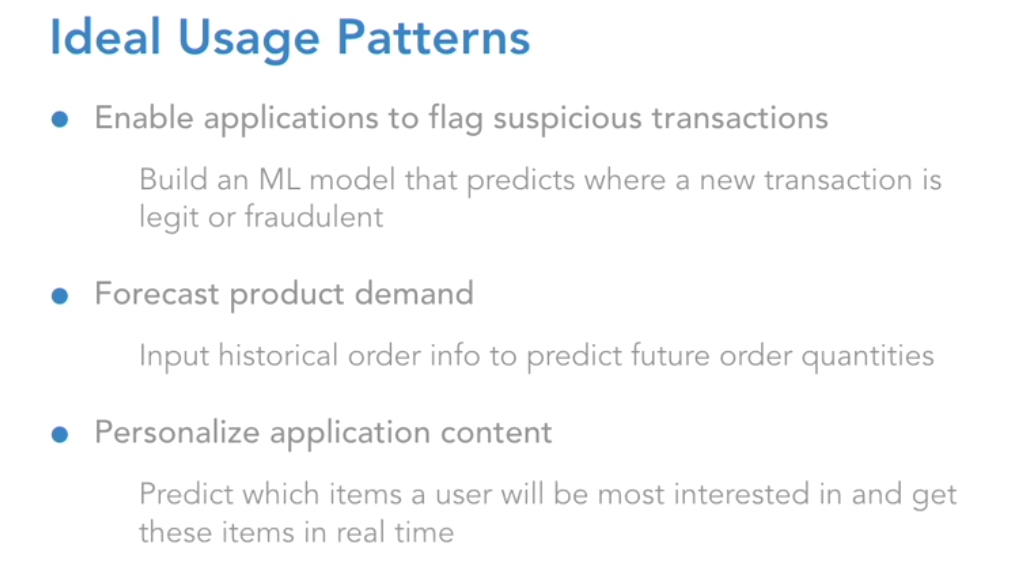 Ideal Usage Patterns
● Enable applications to flag suspicious transactions
Build an ML model that predicts where a new transaction is
legit or fraudulent
● Forecast product demand
Input historical order info to predict future order quantities
● Personalize application content
Predict which items a user will be most interested in and get
these items in real time